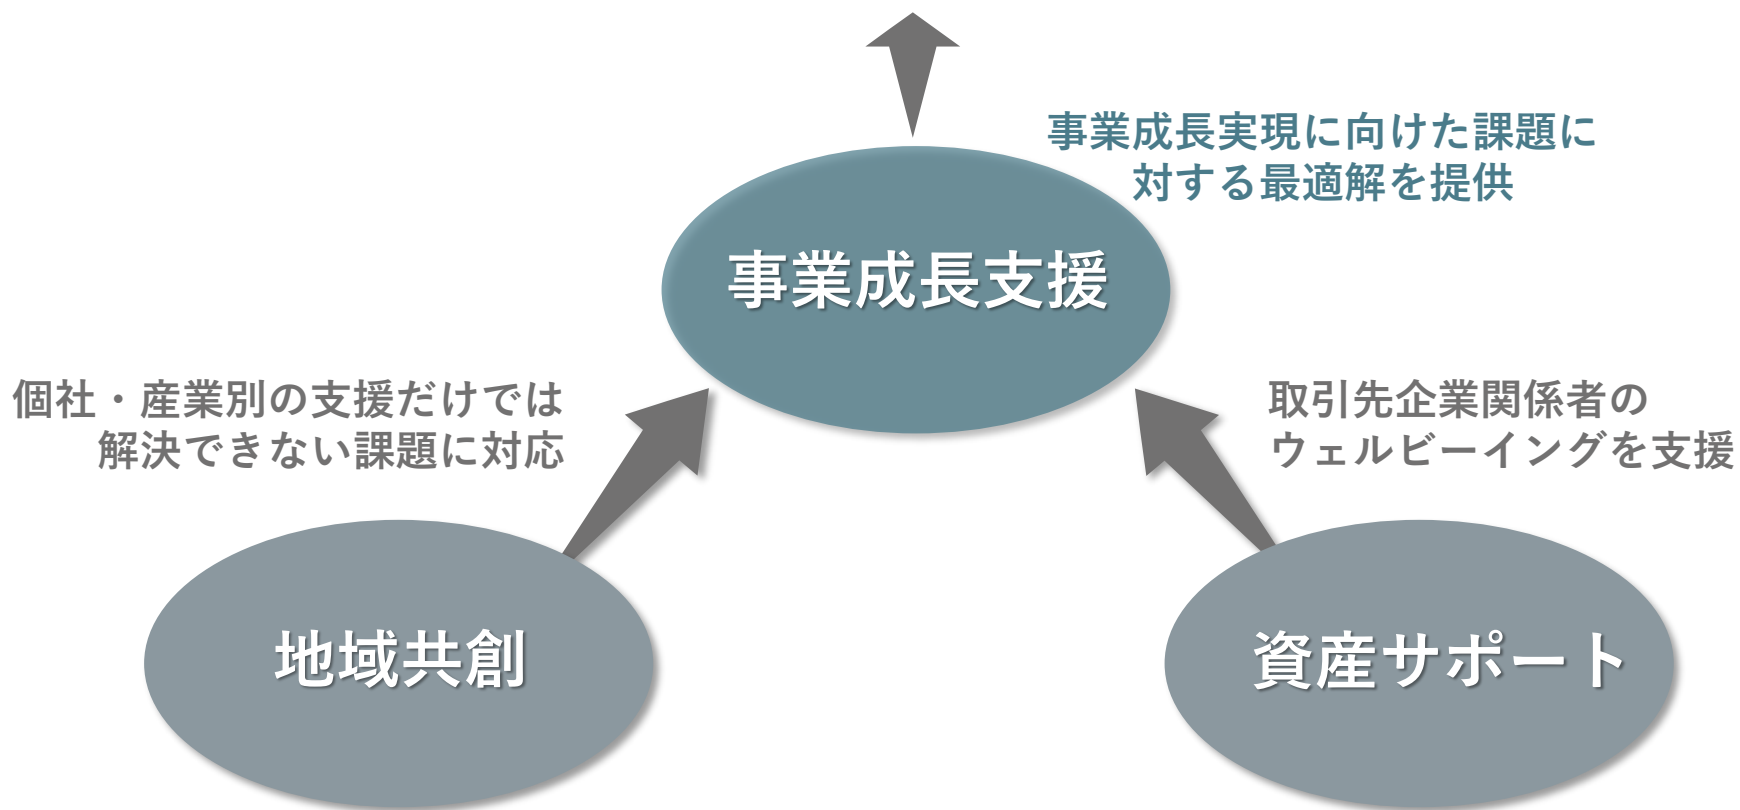 事業成長実現に向けた課題に
対する最適解を提供
事業成長支援
個社・産業別の支援だけでは
解決できない課題に対応
取引先企業関係者の
ウェルビーイングを支援
地域共創
資産サポート